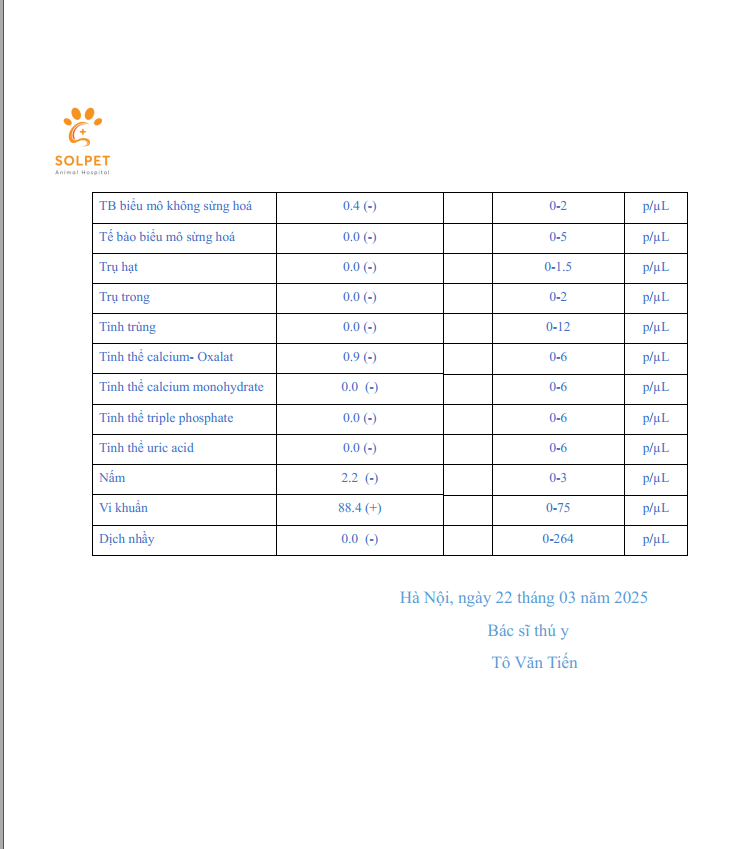 SOLPET
Animal Hospital
TB biểu mô không sừng hoá 0.4 (-) 0-2 p/µL
Tế bào biểu mô sừng hoá 0.0 (-) 0-5 p/µL
Trụ hạt 0.0 (-) 0-1.5 p/µL
Trụ trong 0.0 (-) 0-2 p/µL
Tinh trùng 0.0 (-) 0-12 p/µL
Tinh thể calcium- Oxalat 0.9 (-) 0-6 p/µL
Tinh thể calcium monohydrate 0.0 (-) 0-6 p/µL
Tinh thể triple phosphate 0.0 (-) 0-6 p/µL
Tinh thể uric acid 0.0 (-) 0-6 p/µL
Nấm 2.2 (-) 0-3 p/µL
Vi khuẩn 88.4 (+) 0-75 p/µL
Dịch nhầy 0.0 (-) 0-264 p/µL
Hà Nội, ngày 22 tháng 03 năm 2025
Bác sĩ thú y
Tô Văn Tiến